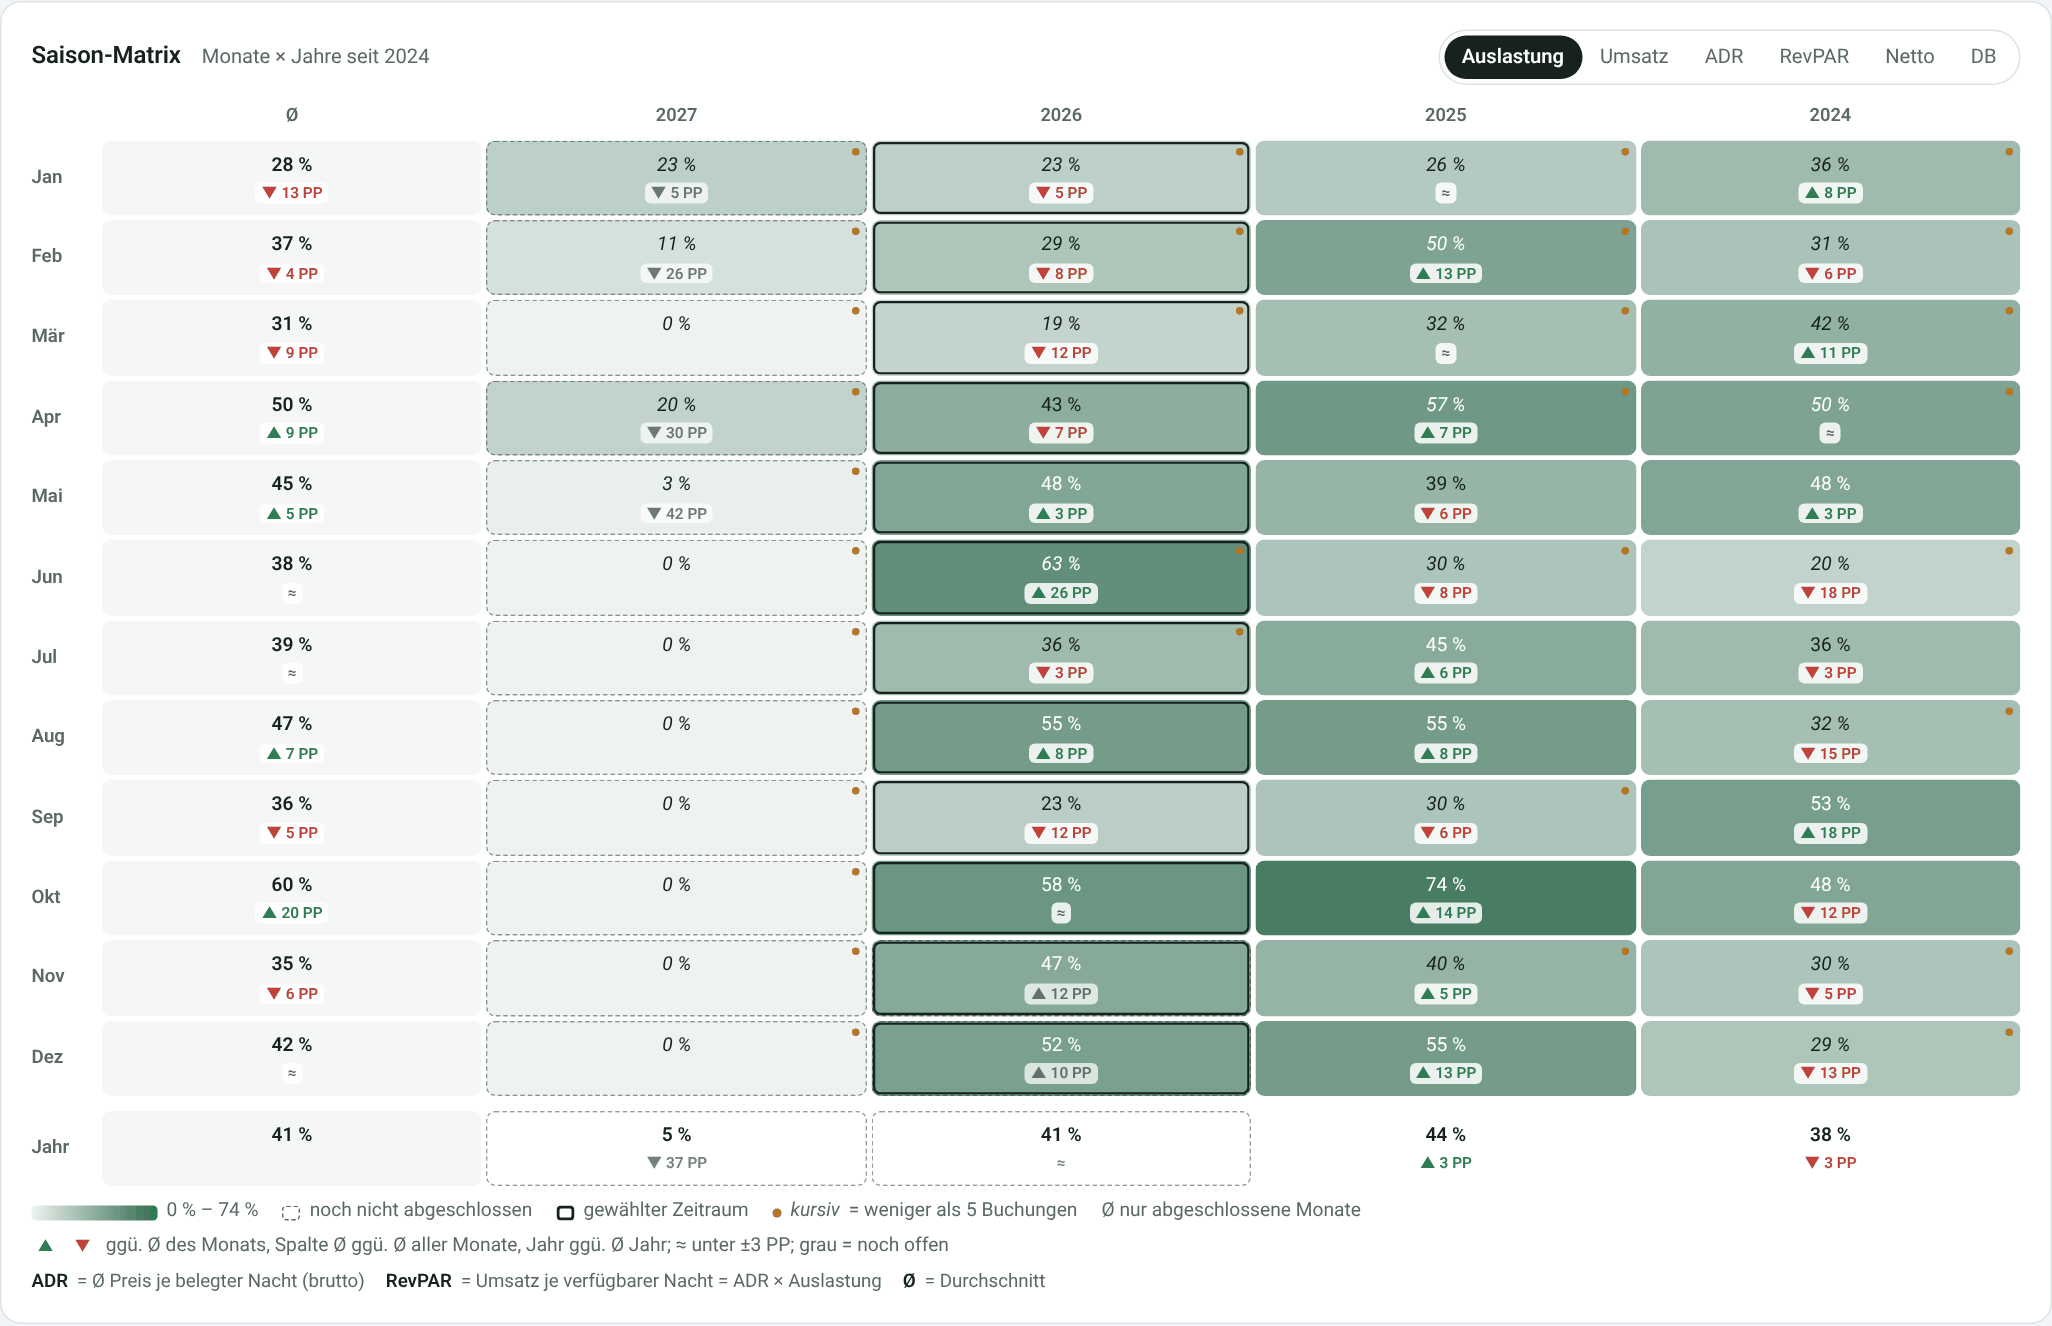 Saison-Matrix Monate × Jahre seit 2024 Auslastung Umsatz ADR RevPAR Netto DB
Ø 2027 2026 2025 2024
Jan 28 % 23 % 23 % 26 % 36 %
▼ 13 PP ▼ 5 PP ▼ 5 PP ≈ ▲ 8 PP
Feb 37 % 11 % 29 % 50 % 31 %
▼ 4 PP ▼ 26 PP ▼ 8 PP ▲ 13 PP ▼ 6 PP
Mär 31 % 0 % 19 % 32 % 42 %
▼ 9 PP ▼ 12 PP ≈ ▲ 11 PP
Apr 50 % 20 % 43 % 57 % 50 %
▲ 9 PP ▼ 30 PP ▼ 7 PP ▲ 7 PP ≈
Mai 45 % 3 % 48 % 39 % 48 %
▲ 5 PP ▼ 42 PP ▲ 3 PP ▼ 6 PP ▲ 3 PP
Jun 38 % 0 % 63 % 30 % 20 %
≈ ▲ 26 PP ▼ 8 PP ▼ 18 PP
Jul 39 % 0 % 36 % 45 % 36 %
≈ ▼ 3 PP ▲ 6 PP ▼ 3 PP
Aug 47 % 0 % 55 % 55 % 32 %
▲ 7 PP ▲ 8 PP ▲ 8 PP ▼ 15 PP
Sep 36 % 0 % 23 % 30 % 53 %
▼ 5 PP ▼ 12 PP ▼ 6 PP ▲ 18 PP
Okt 60 % 0 % 58 % 74 % 48 %
▲ 20 PP ≈ ▲ 14 PP ▼ 12 PP
Nov 35 % 0 % 47 % 40 % 30 %
▼ 6 PP ▲ 12 PP ▲ 5 PP ▼ 5 PP
Dez 42 % 0 % 52 % 55 % 29 %
≈ ▲ 10 PP ▲ 13 PP ▼ 13 PP
Jahr 41 % 5 % 41 % 44 % 38 %
▼ 37 PP ≈ ▲ 3 PP ▼ 3 PP
0 % – 74 % noch nicht abgeschlossen gewählter Zeitraum kursiv = weniger als 5 Buchungen Ø nur abgeschlossene Monate
▲ ▼ ggü. Ø des Monats, Spalte Ø ggü. Ø aller Monate, Jahr ggü. Ø Jahr; ≈ unter ±3 PP; grau = noch offen
ADR = Ø Preis je belegter Nacht (brutto) RevPAR = Umsatz je verfügbarer Nacht = ADR × Auslastung Ø = Durchschnitt